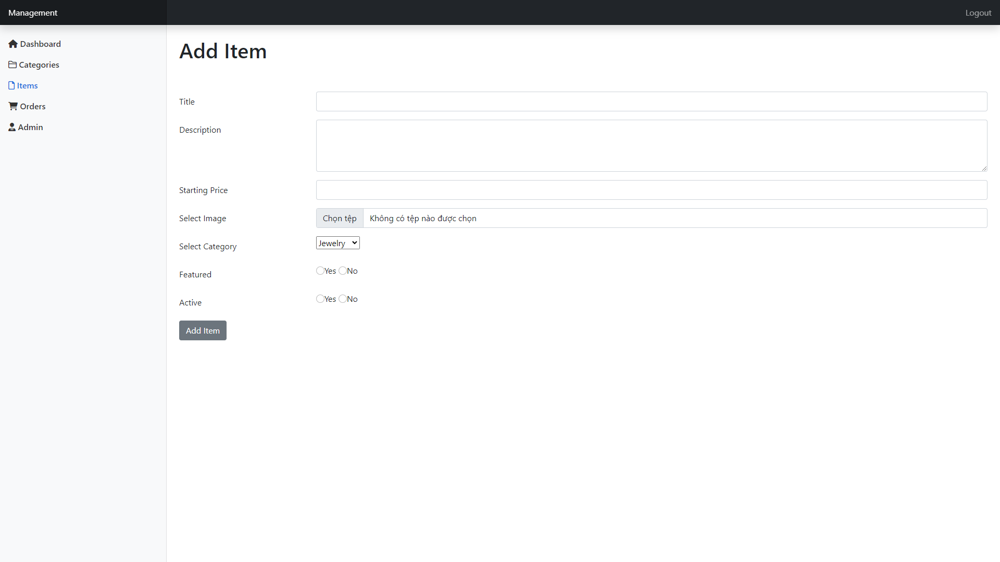 Management
Logout
Dashboard
Categories
Items
Orders
Admin
Add Item
Title
Description
Starting Price
Select Image
Chọn tệp Không có tệp nào được chọn
Select Category
Jewelry
Featured
Yes No
Active
Yes No
Add Item